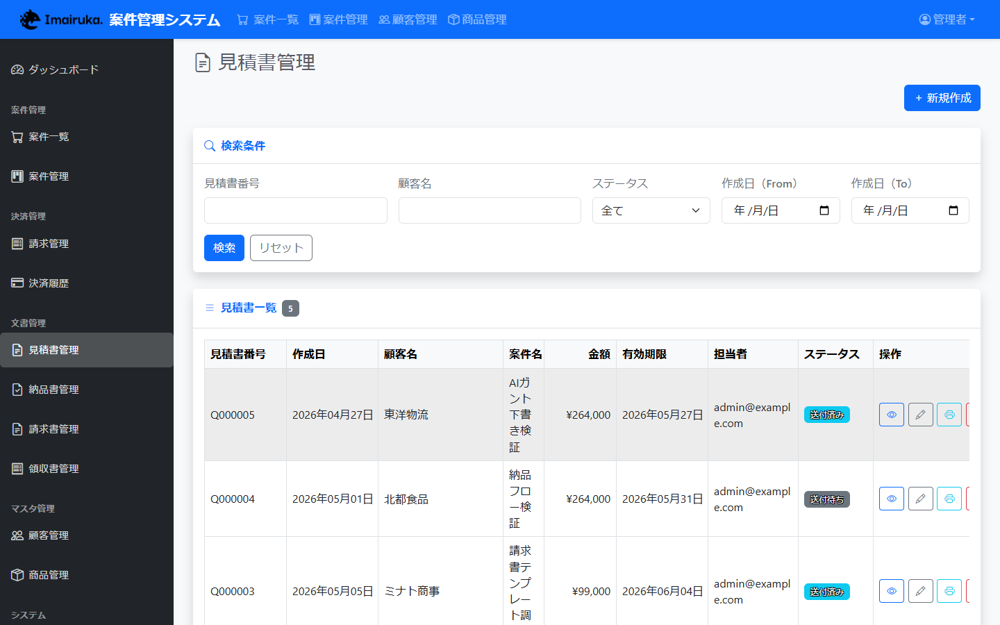 Imairuka. 案件管理システム 案件一覧 案件管理 顧客管理 商品管理 管理者
ダッシュボード
案件管理
案件一覧
案件管理
決済管理
請求管理
決済履歴
文書管理
見積書管理
納品書管理
請求書管理
領収書管理
マスタ管理
顧客管理
商品管理
システム
見積書管理
+ 新規作成
検索条件
見積書番号 顧客名 ステータス 作成日（From） 作成日（To）
全て 年 /月/日 年 /月/日
検索 リセット
見積書一覧 5
見積書番号 作成日 顧客名 案件名 金額 有効期限 担当者 ステータス 操作
Q000005 2026年04月27日 東洋物流
AIガ
ント
下書
き検
証
¥264,000 2026年05月27日
admin@exampl
e.com
送付済み
Q000004 2026年05月01日 北都食品
納品
フロ
ー検
証
¥264,000 2026年05月31日
admin@exampl
e.com
送付待ち
Q000003 2026年05月05日 ミナト商事
請求
書テ
ンプ
レー
ト調
¥99,000 2026年06月04日
admin@exampl
e.com
送付済み